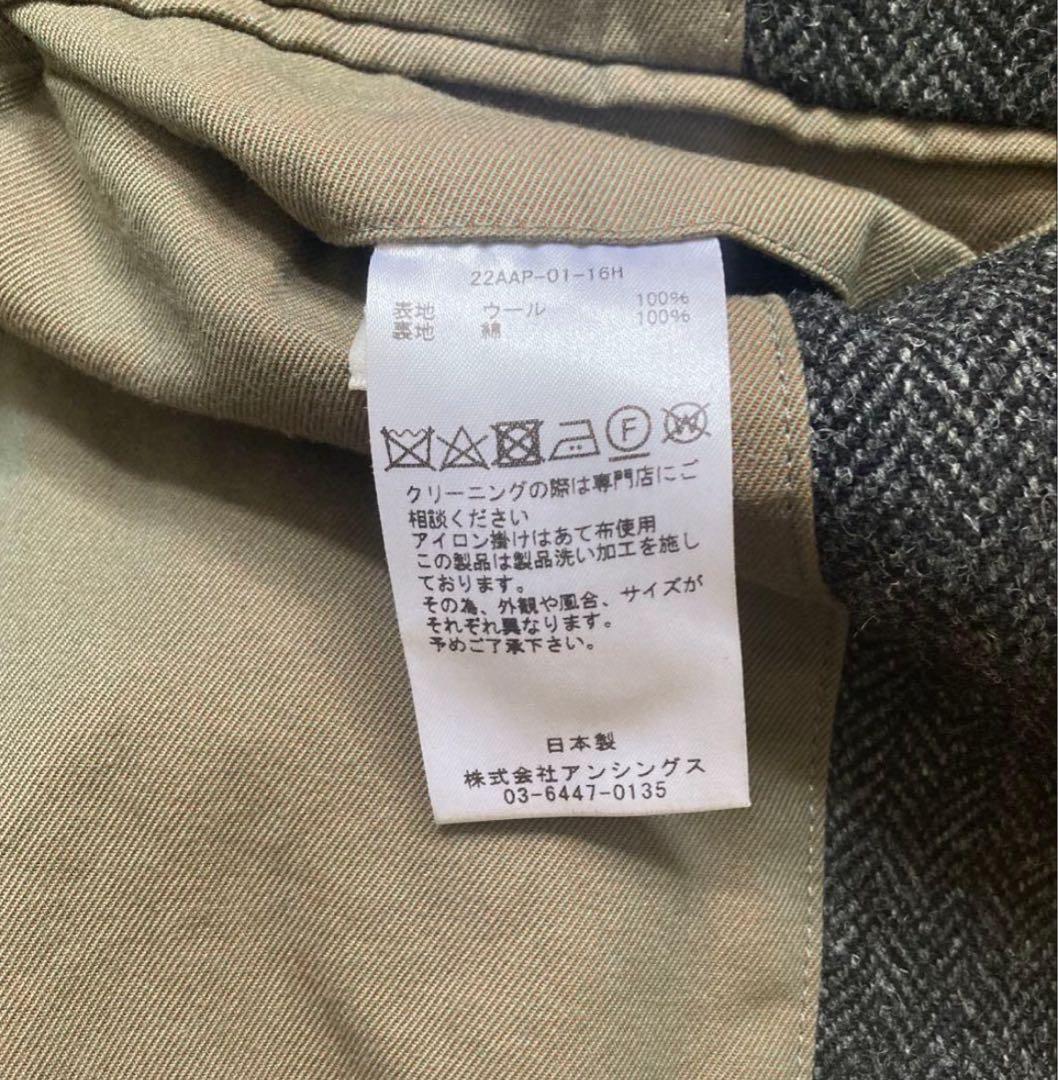 22AAP-01-16H
表地 ウール 100%
裏地 綿 100%
F W
クリーニングの際は専門店にご
相談ください
アイロン掛けはあて布使用
この製品は製品洗い加工を施し
ております。
その為、外観や風合、サイズが
それぞれ異なります。
予めご了承下さい。
日本製
株式会社アンシングス
03-6447-0135